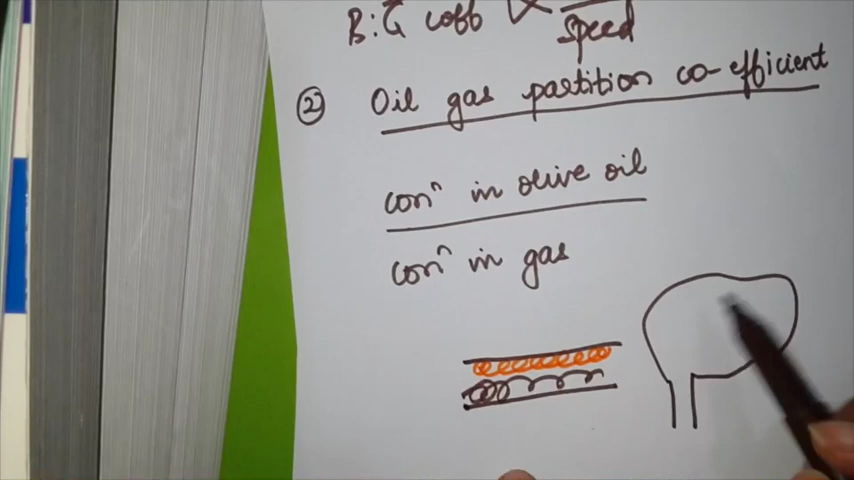 B:G coff ∝
speed
② Oil gas partition co-efficient
conⁿ in olive oil
conⁿ in gas